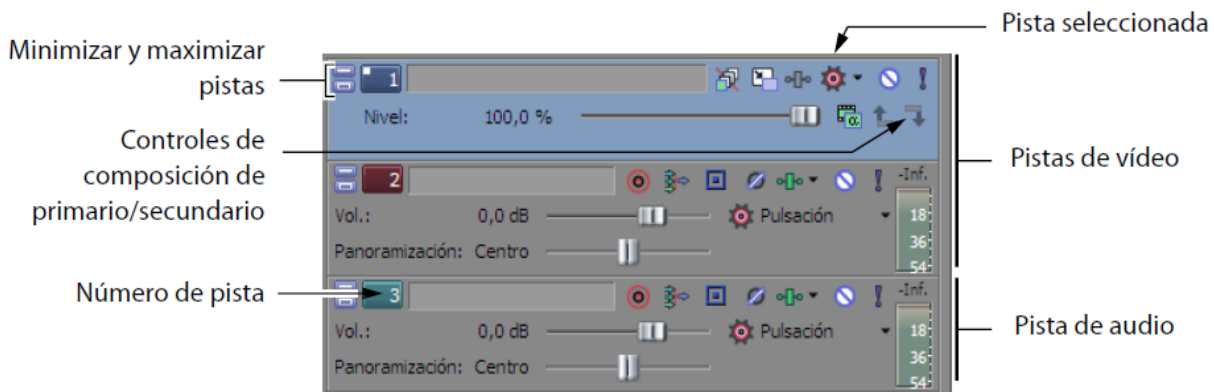 Pista seleccionada
Minimizar y maximizar
pistas
1
Nivel: 100,0 %
Controles de
composición de
primario/secundario
Pistas de vídeo
2
-Inf.
Vol.: 0,0 dB Pulsación 18
36
Panoramización: Centro
54
Número de pista
3
-Inf.
Vol.: 0,0 dB Pulsación 18
Pista de audio
36
Panoramización: Centro
54